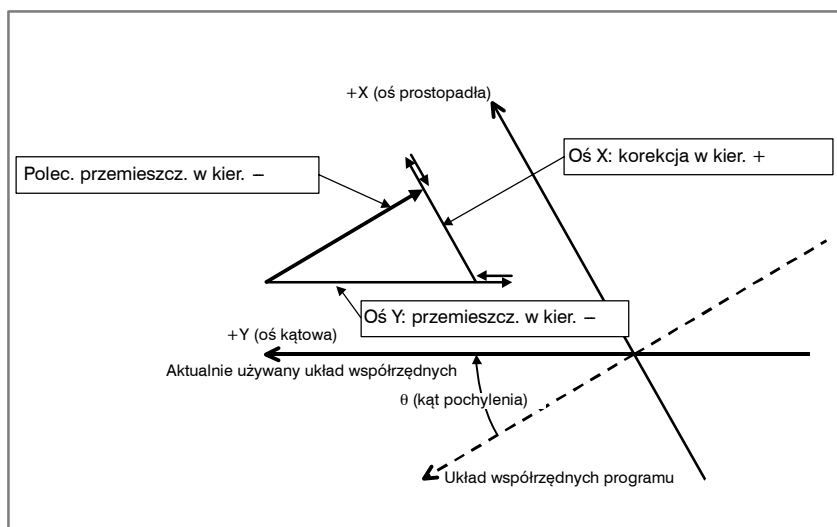 +X (oś prostopadła)
Oś X: korekcja w kier. +
Polec. przemieszcz. w kier. −
Oś Y: przemieszcz. w kier. −
+Y (oś kątowa)
Aktualnie używany układ współrzędnych
θ (kąt pochylenia)
Układ współrzędnych programu